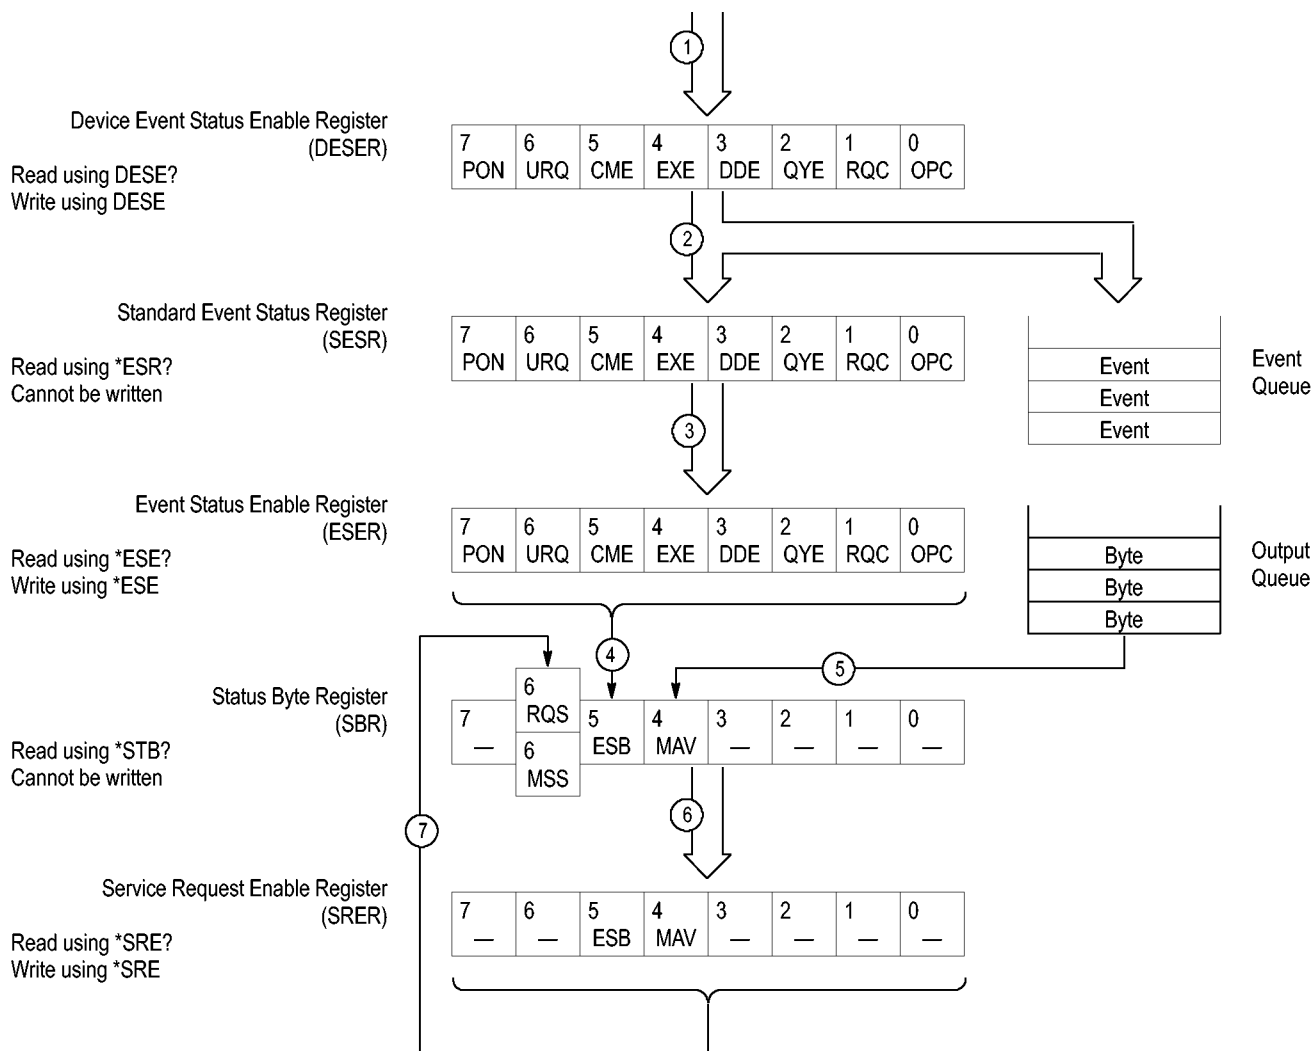 1
Device Event Status Enable Register
(DESER)
Read using DESE?
Write using DESE
7 6 5 4 3 2 1 0
PON URQ CME EXE DDE QYE RQC OPC
2
Standard Event Status Register
(SESR)
Read using *ESR?
Cannot be written
7 6 5 4 3 2 1 0
PON URQ CME EXE DDE QYE RQC OPC
Event
Event
Event
Event
Queue
3
Event Status Enable Register
(ESER)
Read using *ESE?
Write using *ESE
7 6 5 4 3 2 1 0
PON URQ CME EXE DDE QYE RQC OPC
Byte
Byte
Byte
Output
Queue
4
5
Status Byte Register
(SBR)
Read using *STB?
Cannot be written
6
RQS
7 5 4 3 2 1 0
— ESB MAV — — — —
6
MSS
6
7
Service Request Enable Register
(SRER)
Read using *SRE?
Write using *SRE
7 6 5 4 3 2 1 0
— — ESB MAV — — — —